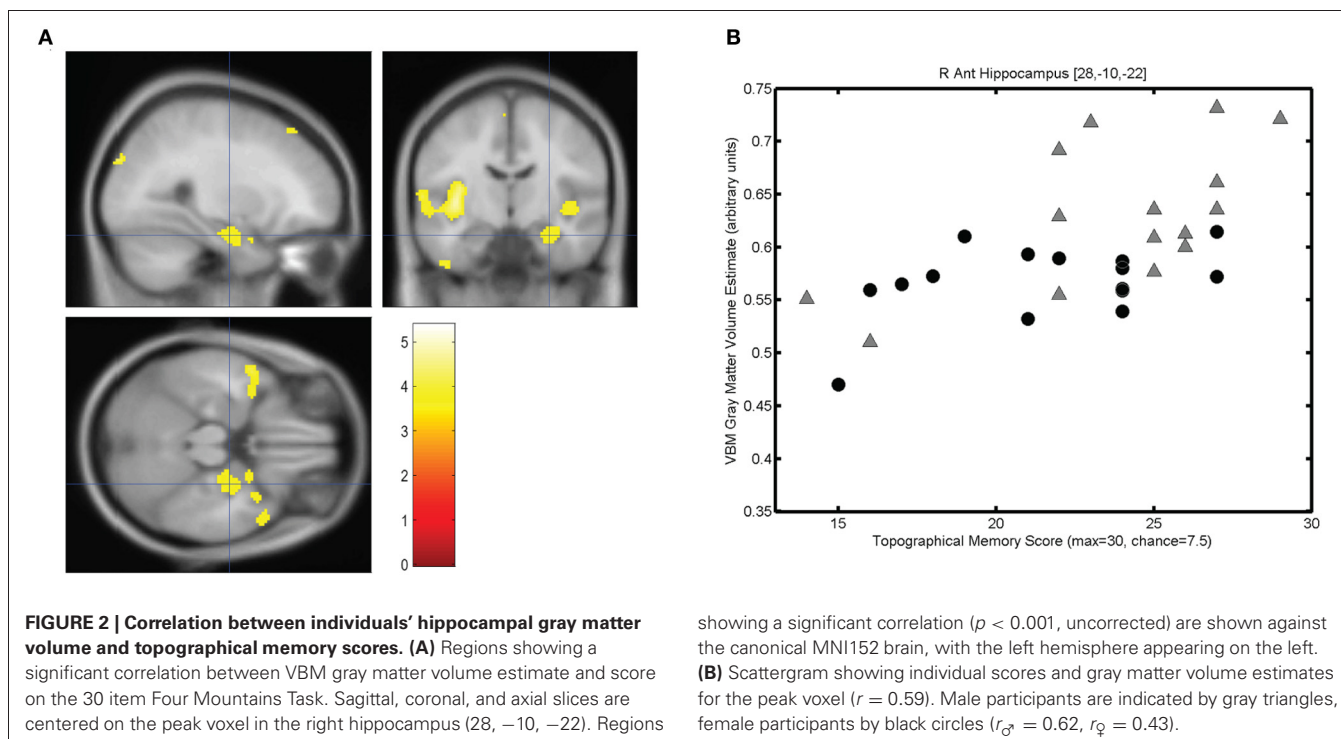 A
B
R Ant Hippocampus [28,-10,-22]
0.75
0.7
0.65
0.6
0.55
0.5
0.45
0.4
0.35
VBM Gray Matter Volume Estimate (arbitrary units)
15
20
25
30
Topographical Memory Score (max=30, chance=7.5)
5
4
3
2
1
0
FIGURE 2 | Correlation between individuals’ hippocampal gray matter
volume and topographical memory scores. (A) Regions showing a
significant correlation between VBM gray matter volume estimate and score
on the 30 item Four Mountains Task. Sagittal, coronal, and axial slices are
centered on the peak voxel in the right hippocampus (28, −10, −22). Regions
showing a significant correlation (p < 0.001, uncorrected) are shown against
the canonical MNI152 brain, with the left hemisphere appearing on the left.
(B) Scattergram showing individual scores and gray matter volume estimates
for the peak voxel (r = 0.59). Male participants are indicated by gray triangles,
female participants by black circles (r♂ = 0.62, r♀ = 0.43).